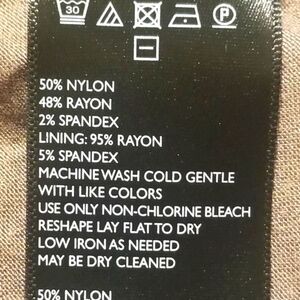 30 P
50% NYLON
48% RAYON
2% SPANDEX
LINING: 95% RAYON
5% SPANDEX
MACHINE WASH COLD GENTLE
WITH LIKE COLORS
USE ONLY NON-CHLORINE BLEACH
RESHAPE LAY FLAT TO DRY
LOW IRON AS NEEDED
MAY BE DRY CLEANED
50% NYLON